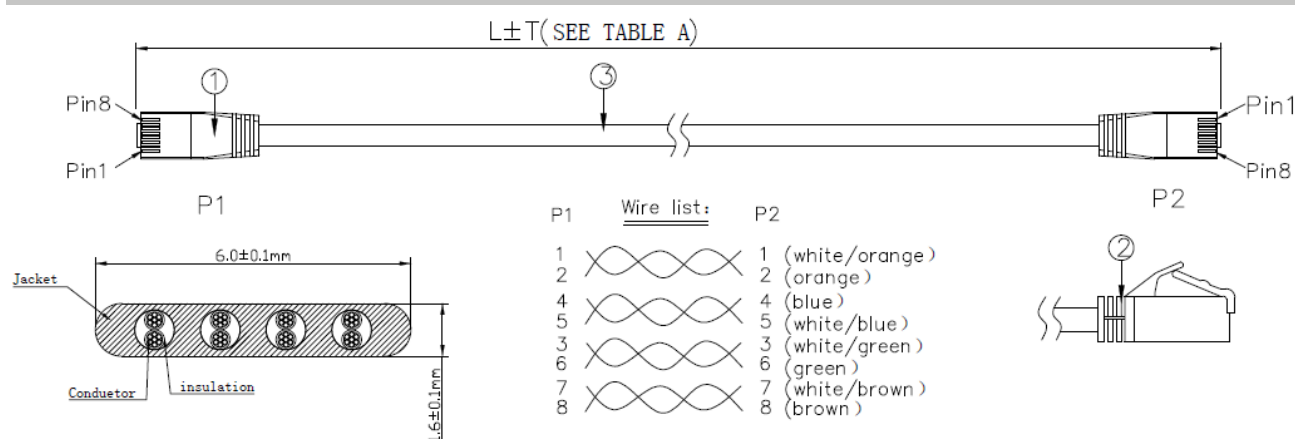 L±T(SEE TABLE A)
1
3
Pin8
Pin1
P1
Pin1
Pin8
P2
6.0±0.1mm
Jacket
Conductor
insulation
1.6±0.1mm
P1 Wire list: P2
1 1 (white/orange)
2 2 (orange)
4 4 (blue)
5 5 (white/blue)
3 3 (white/green)
6 6 (green)
7 7 (white/brown)
8 8 (brown)
2